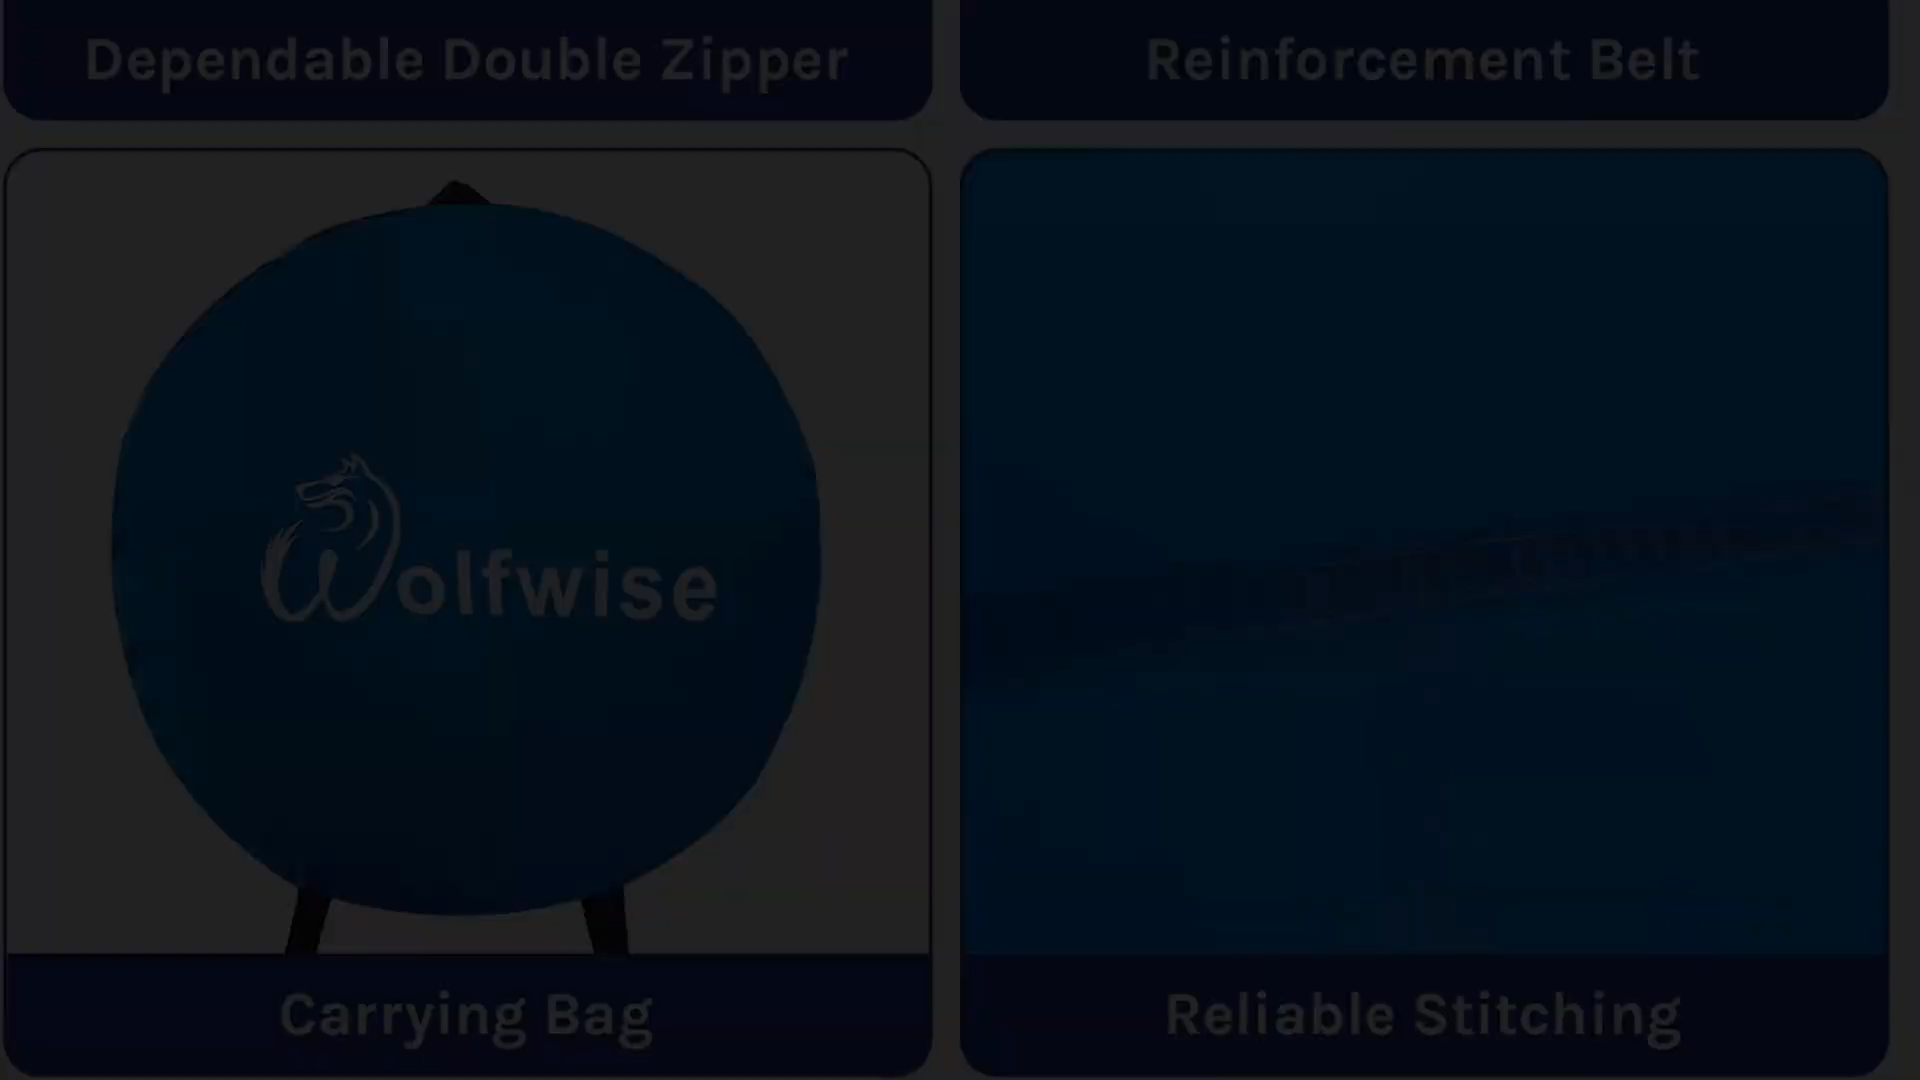 Dependable Double Zipper
Reinforcement Belt
Wolfwise
Carrying Bag
Reliable Stitching